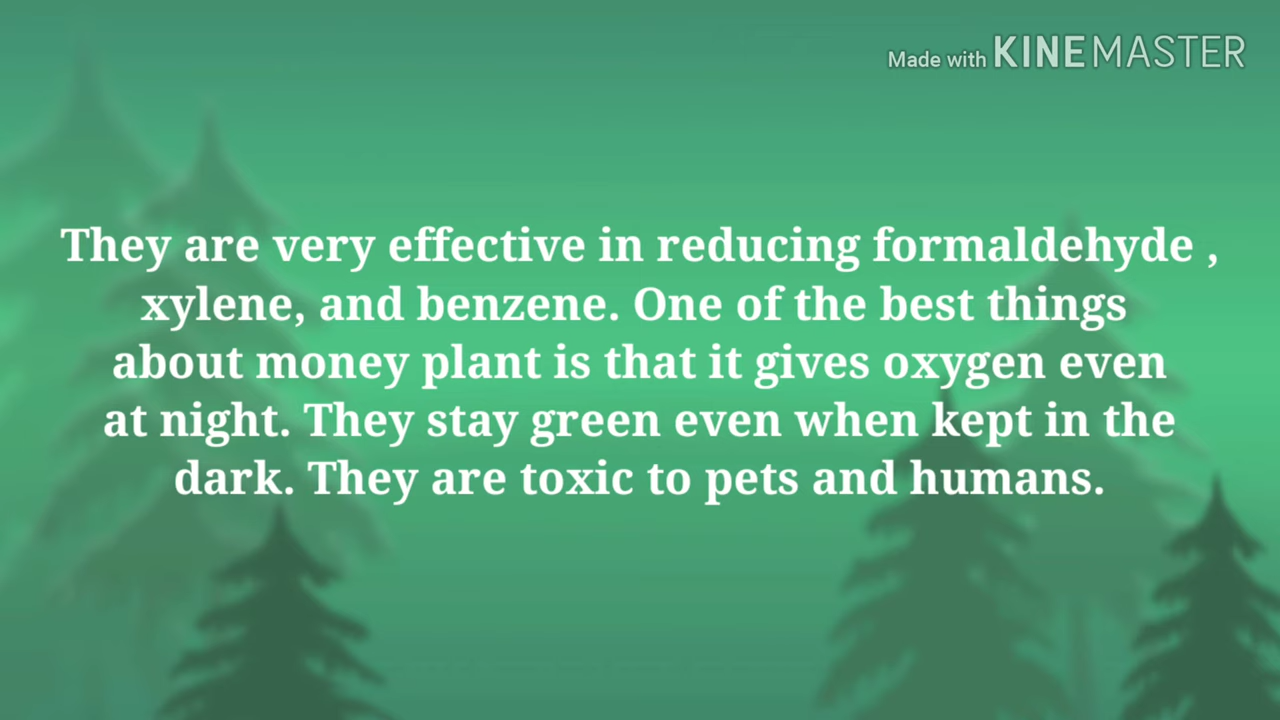 Made with KINEMASTER
They are very effective in reducing formaldehyde ,
xylene, and benzene. One of the best things
about money plant is that it gives oxygen even
at night. They stay green even when kept in the
dark. They are toxic to pets and humans.